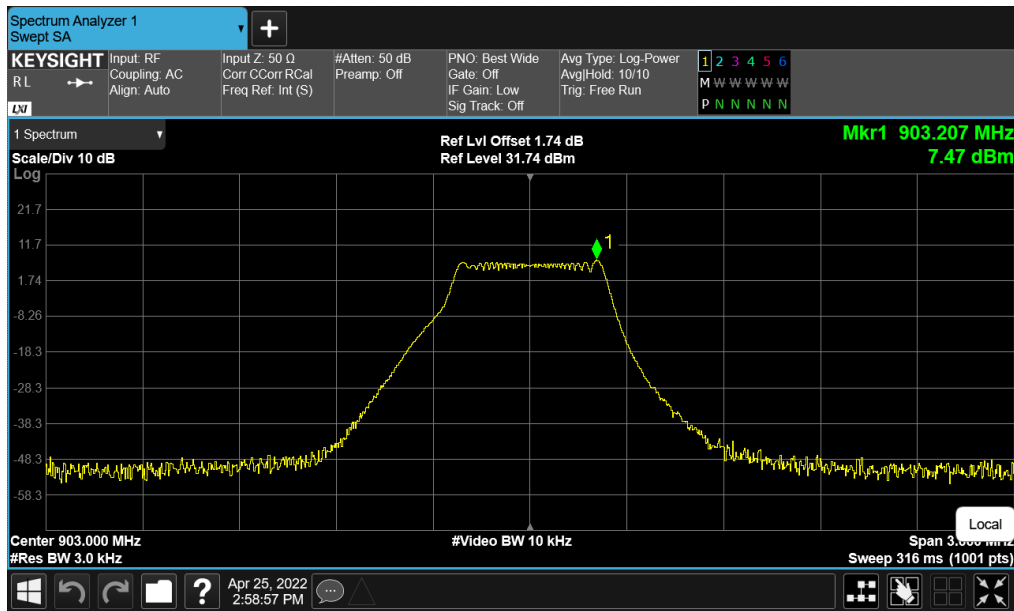 Spectrum Analyzer 1
Swept SA
KEYSIGHT
R L
LXI
Input: RF
Coupling: AC
Align: Auto
Input Z: 50 Ω
Corr CCorr RCal
Freq Ref: Int (S)
#Atten: 50 dB
Preamp: Off
PNO: Best Wide
Gate: Off
IF Gain: Low
Sig Track: Off
Avg Type: Log-Power
Avg|Hold: 10/10
Trig: Free Run
1 2 3 4 5 6
M W W W W W
P N N N N N
1 Spectrum
Scale/Div 10 dB
Log
Ref Lvl Offset 1.74 dB
Ref Level 31.74 dBm
Mkr1 903.207 MHz
7.47 dBm
21.7
11.7
1
1.74
-8.26
-18.3
-28.3
-38.3
-48.3
-58.3
Local
Center 903.000 MHz
#Video BW 10 kHz
Span 3.000 MHz
#Res BW 3.0 kHz
Sweep 316 ms (1001 pts)
?
Apr 25, 2022
2:58:57 PM